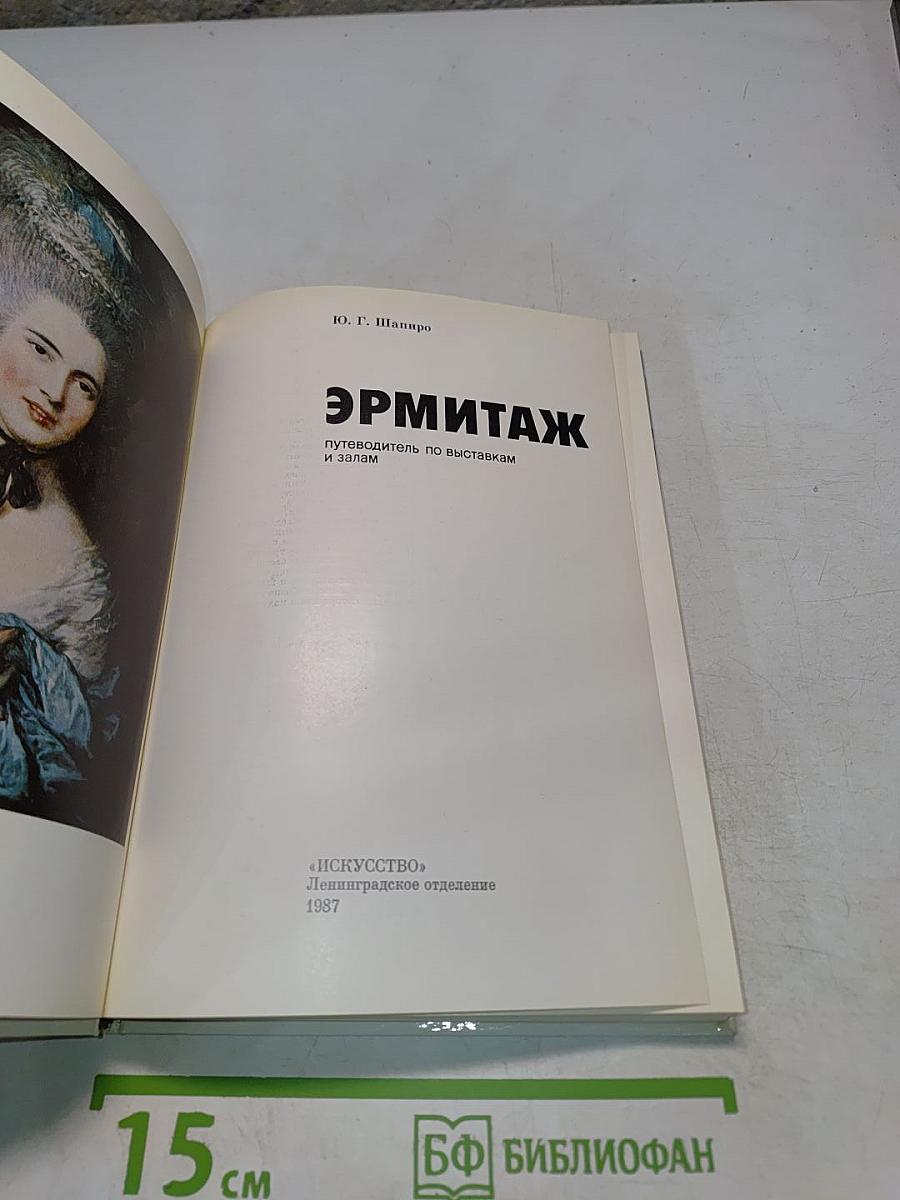 Ю. Г. Шапиро
ЭРМИТАЖ
путеводитель по выставкам
и залам
«ИСКУССТВО»
Ленинградское отделение
1987
15 см
БФ БИБЛИОФАН